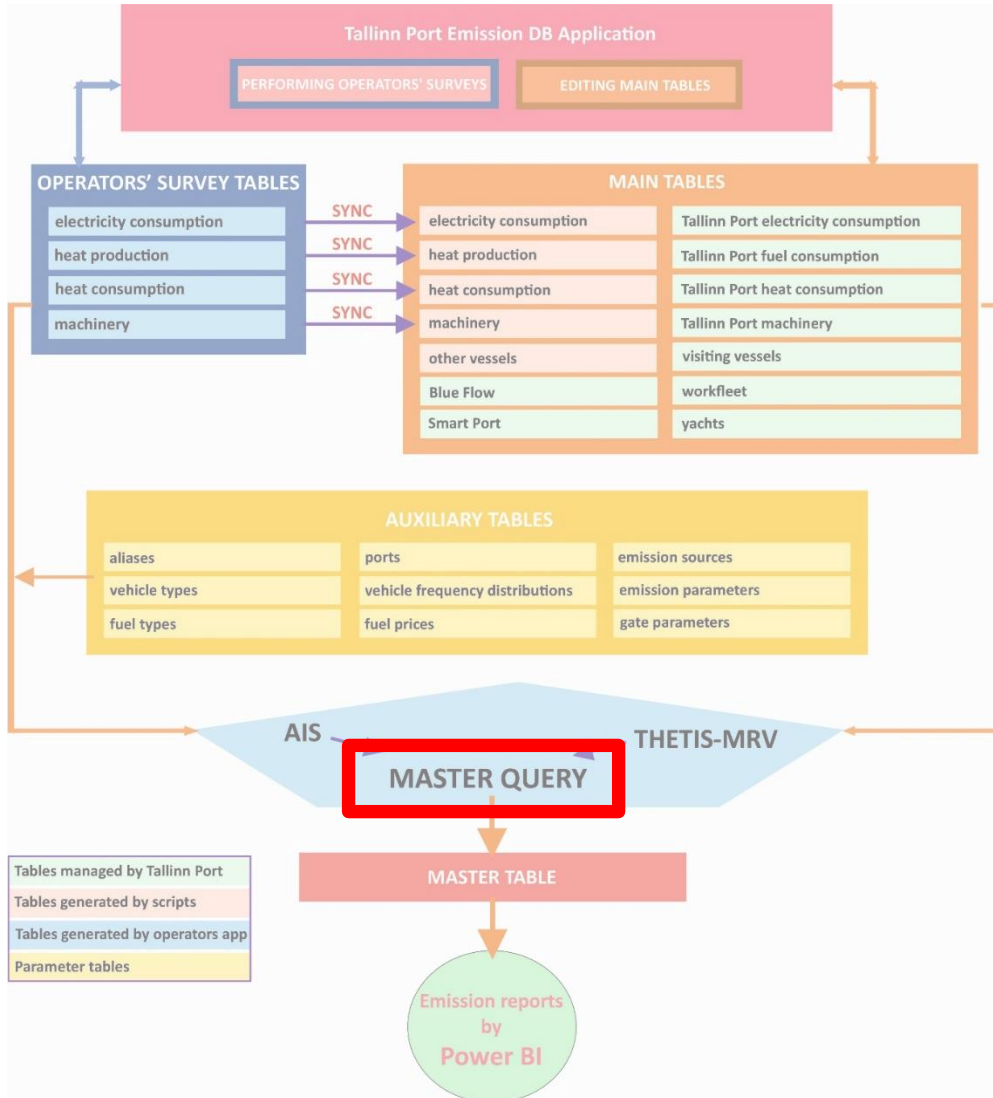 Tallinn Port Emission DB Application
PERFORMING OPERATORS' SURVEYS
EDITING MAIN TABLES
OPERATORS' SURVEY TABLES
electricity consumption
heat production
heat consumption
machinery
SYNC
SYNC
SYNC
SYNC
MAIN TABLES
electricity consumption
heat production
heat consumption
machinery
other vessels
Blue Flow
Smart Port
Tallinn Port electricity consumption
Tallinn Port fuel consumption
Tallinn Port heat consumption
Tallinn Port machinery
visiting vessels
workfleet
yachts
AUXILIARY TABLES
aliases
vehicle types
fuel types
ports
vehicle frequency distributions
fuel prices
emission sources
emission parameters
gate parameters
AIS
THETIS-MRV
MASTER QUERY
MASTER TABLE
Tables managed by Tallinn Port
Tables generated by scripts
Tables generated by operators app
Parameter tables
Emission reports
by
Power BI